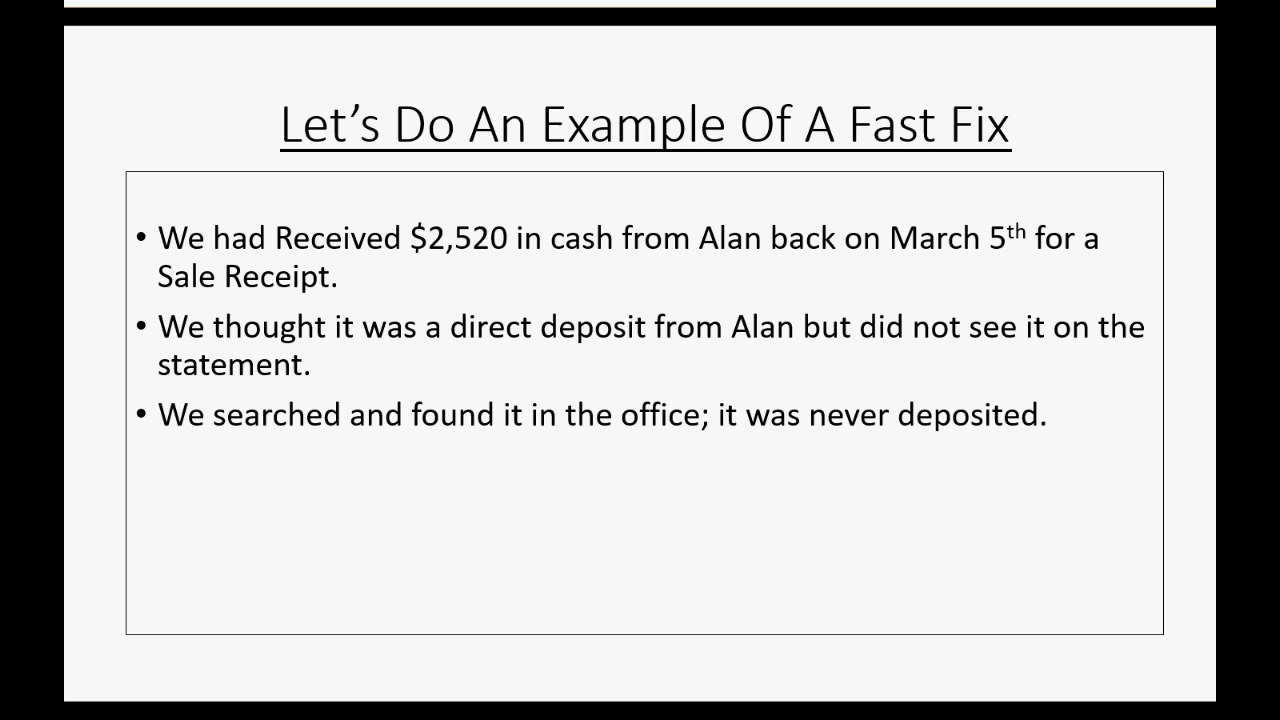 Let’s Do An Example Of A Fast Fix
• We had Received $2,520 in cash from Alan back on March 5th for a
Sale Receipt.
• We thought it was a direct deposit from Alan but did not see it on the
statement.
• We searched and found it in the office; it was never deposited.